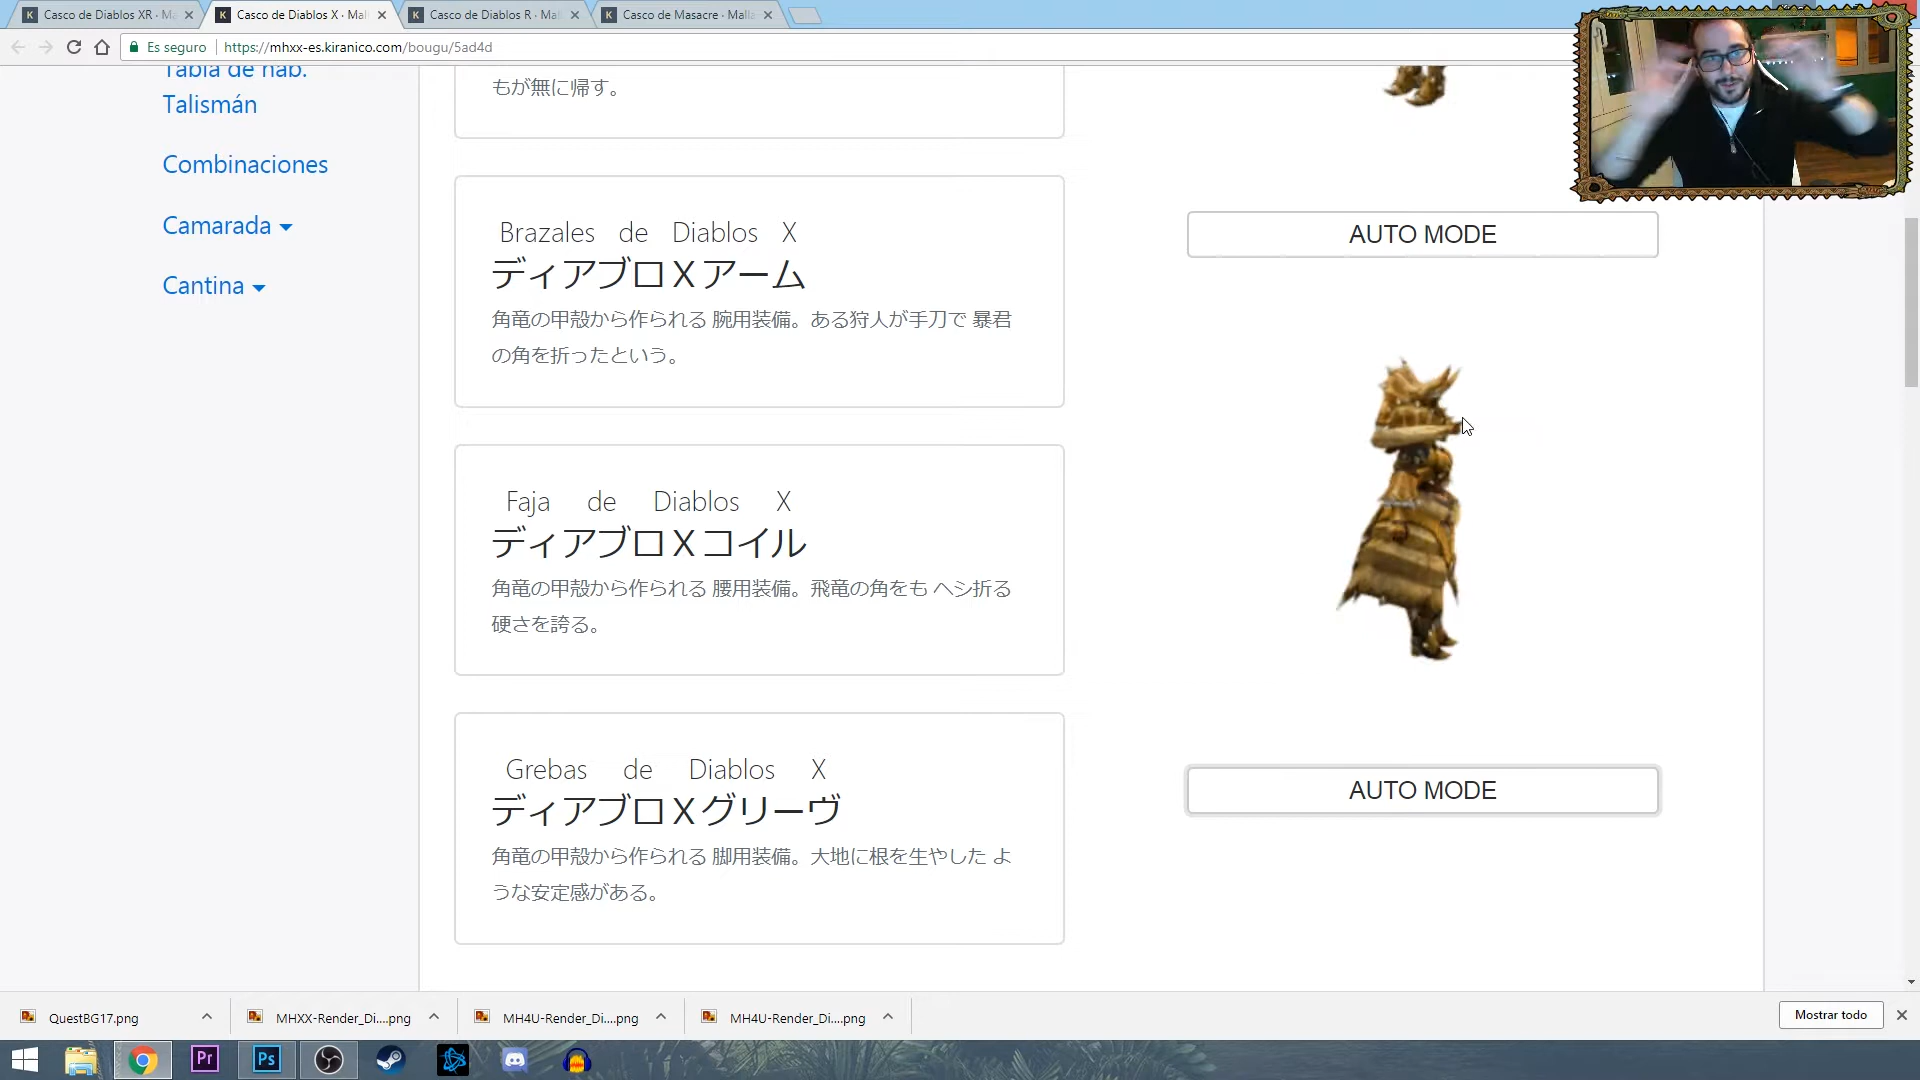 Casco de Diablos XR · Ma
Casco de Diablos X · Mal
Casco de Diablos R · Mal
Casco de Masacre · Malla
Es seguro
https://mhxx-es.kiranico.com/bougu/5ad4d
Tabla de hab.
Talismán
Combinaciones
Camarada
Cantina
もが無に帰す。
Brazales de Diablos X
ディアブロXアーム
角竜の甲殻から作られる 腕用装備。ある狩人が手刀で 暴君
の角を折ったという。
Faja de Diablos X
ディアブロXコイル
角竜の甲殻から作られる 腰用装備。飛竜の角をも ヘシ折る
硬さを誇る。
Grebas de Diablos X
ディアブロXグリーヴ
角竜の甲殻から作られる 脚用装備。大地に根を生やした よ
うな安定感がある。
AUTO MODE
AUTO MODE
QuestBG17.png
MHXX-Render_Di....png
MH4U-Render_Di....png
MH4U-Render_Di....png
Mostrar todo
Pr
Ps